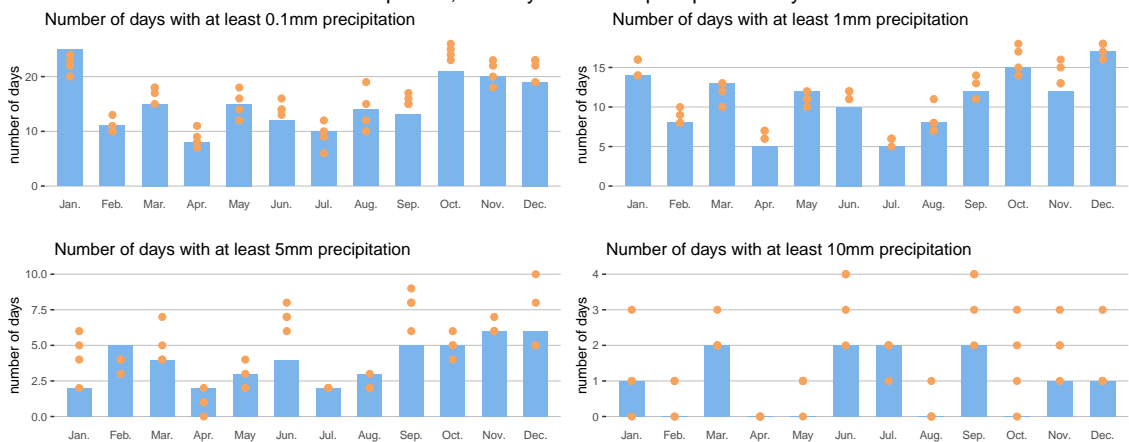 Number of days with at least 0.1mm precipitation
number of days
20
10
0
Jan. Feb. Mar. Apr. May Jun. Jul. Aug. Sep. Oct. Nov. Dec.
Number of days with at least 1mm precipitation
number of days
15
10
5
0
Jan. Feb. Mar. Apr. May Jun. Jul. Aug. Sep. Oct. Nov. Dec.
Number of days with at least 5mm precipitation
number of days
10.0
7.5
5.0
2.5
0.0
Jan. Feb. Mar. Apr. May Jun. Jul. Aug. Sep. Oct. Nov. Dec.
Number of days with at least 10mm precipitation
number of days
4
3
2
1
0
Jan. Feb. Mar. Apr. May Jun. Jul. Aug. Sep. Oct. Nov. Dec.